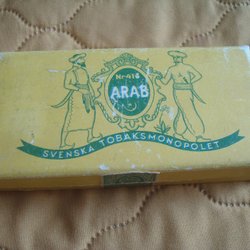 Nr 416
ARAB
SVENSKA TOBAKSMONOPOLET